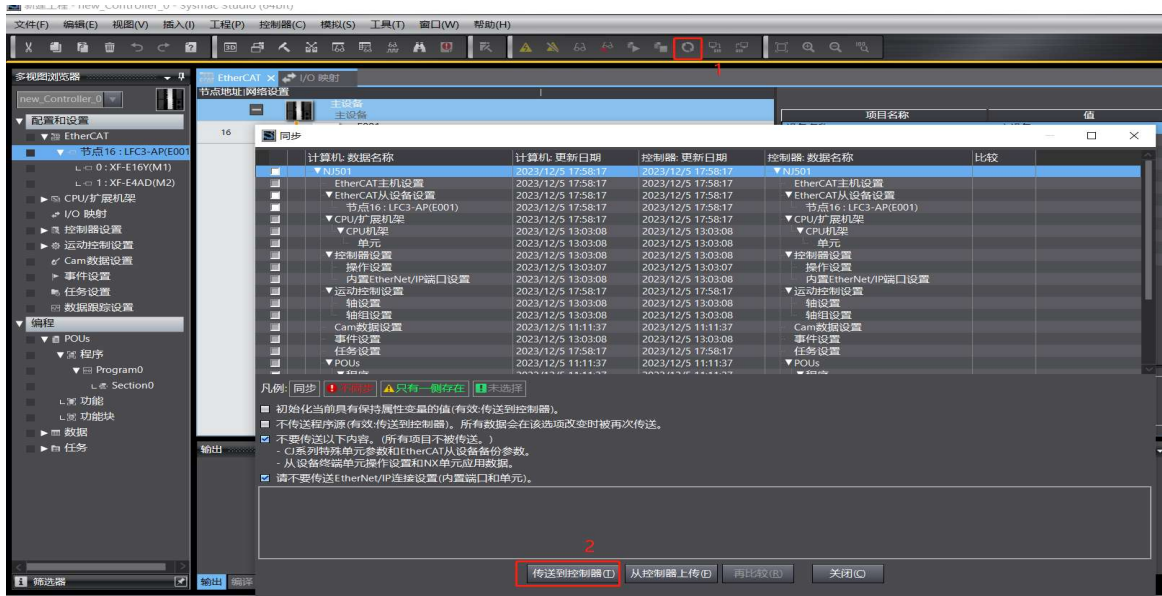 新建工程 - new_Controller_0 - Sysmac Studio (64bit)
文件(F) 编辑(E) 视图(V) 插入(I) 工程(P) 控制器(C) 模拟(S) 工具(T) 窗口(W) 帮助(H)
1
多视图浏览器
new_Controller_0
配置和设置
EtherCAT
节点16 : LFC3-AP(E001
0 : XF-E16Y(M1)
1 : XF-E4AD(M2)
CPU/扩展机架
I/O 映射
控制器设置
运动控制设置
Cam数据设置
事件设置
任务设置
数据跟踪设置
编程
POUs
程序
Program0
Section0
功能
功能块
数据
任务
筛选器
EtherCAT I/O 映射
节点地址|网络设置
主设备
主设备
16 E001
项目名称 值
同步
计算机: 数据名称 计算机: 更新日期 控制器: 更新日期 控制器: 数据名称 比较
NJ501 2023/12/5 17:58:17 2023/12/5 17:58:17 NJ501
EtherCAT主机设置 2023/12/5 17:58:17 2023/12/5 17:58:17 EtherCAT主机设置
EtherCAT从设备设置 2023/12/5 17:58:17 2023/12/5 17:58:17 EtherCAT从设备设置
节点16 : LFC3-AP(E001) 2023/12/5 17:58:17 2023/12/5 17:58:17 节点16 : LFC3-AP(E001)
CPU/扩展机架 2023/12/5 17:58:17 2023/12/5 17:58:17 CPU/扩展机架
CPU机架 2023/12/5 13:03:08 2023/12/5 13:03:08 CPU机架
单元 2023/12/5 13:03:08 2023/12/5 13:03:08 单元
控制器设置 2023/12/5 13:03:08 2023/12/5 13:03:08 控制器设置
操作设置 2023/12/5 13:03:07 2023/12/5 13:03:07 操作设置
内置EtherNet/IP端口设置 2023/12/5 13:03:08 2023/12/5 13:03:08 内置EtherNet/IP端口设置
运动控制设置 2023/12/5 17:58:17 2023/12/5 17:58:17 运动控制设置
轴设置 2023/12/5 13:03:08 2023/12/5 13:03:08 轴设置
轴组设置 2023/12/5 13:03:08 2023/12/5 13:03:08 轴组设置
Cam数据设置 2023/12/5 11:11:37 2023/12/5 11:11:37 Cam数据设置
事件设置 2023/12/5 13:03:08 2023/12/5 13:03:08 事件设置
任务设置 2023/12/5 17:58:17 2023/12/5 17:58:17 任务设置
POUs 2023/12/5 11:11:37 2023/12/5 11:11:37 POUs
凡例: 同步 不同步 只有一侧存在 未选择
初始化当前具有保持属性变量的值(有效:传送到控制器)。
不传送程序源(有效:传送到控制器)。所有数据会在该选项改变时被再次传送。
不要传送以下内容。(所有项目不被传送。)
- CJ系列特殊单元参数和EtherCAT从设备备份参数。
- 从设备终端单元操作设置和NX单元应用数据。
请不要传送EtherNet/IP连接设置(内置端口和单元)。
2
传送到控制器(T) 从控制器上传(F) 再比较(R) 关闭(C)
输出
输出 编译